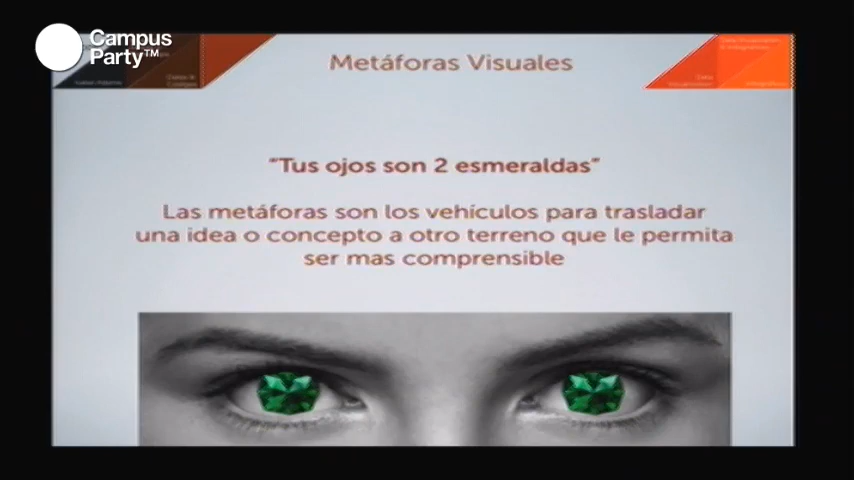 Campus
Party™
Metáforas Visuales
"Tus ojos son 2 esmeraldas"
Las metáforas son los vehículos para trasladar
una idea o concepto a otro terreno que le permita
ser mas comprensible